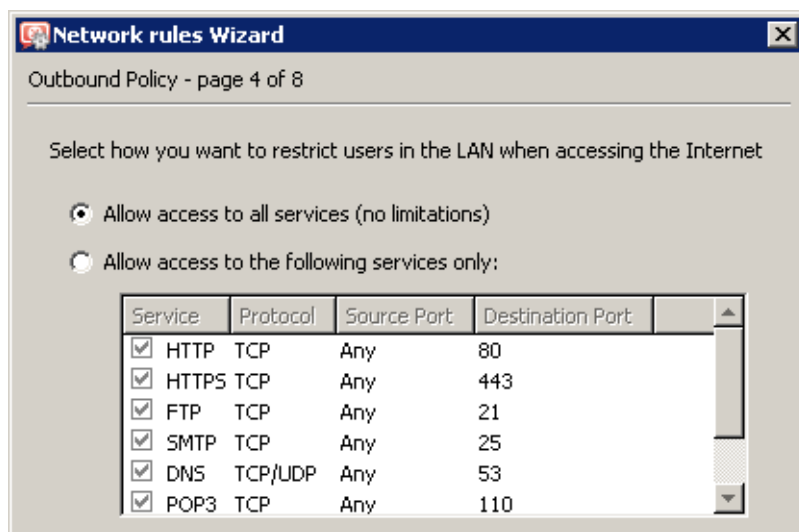 Network rules Wizard
Outbound Policy - page 4 of 8
Select how you want to restrict users in the LAN when accessing the Internet
Allow access to all services (no limitations)
Allow access to the following services only:
Service Protocol Source Port Destination Port
HTTP TCP Any 80
HTTPS TCP Any 443
FTP TCP Any 21
SMTP TCP Any 25
DNS TCP/UDP Any 53
POP3 TCP Any 110